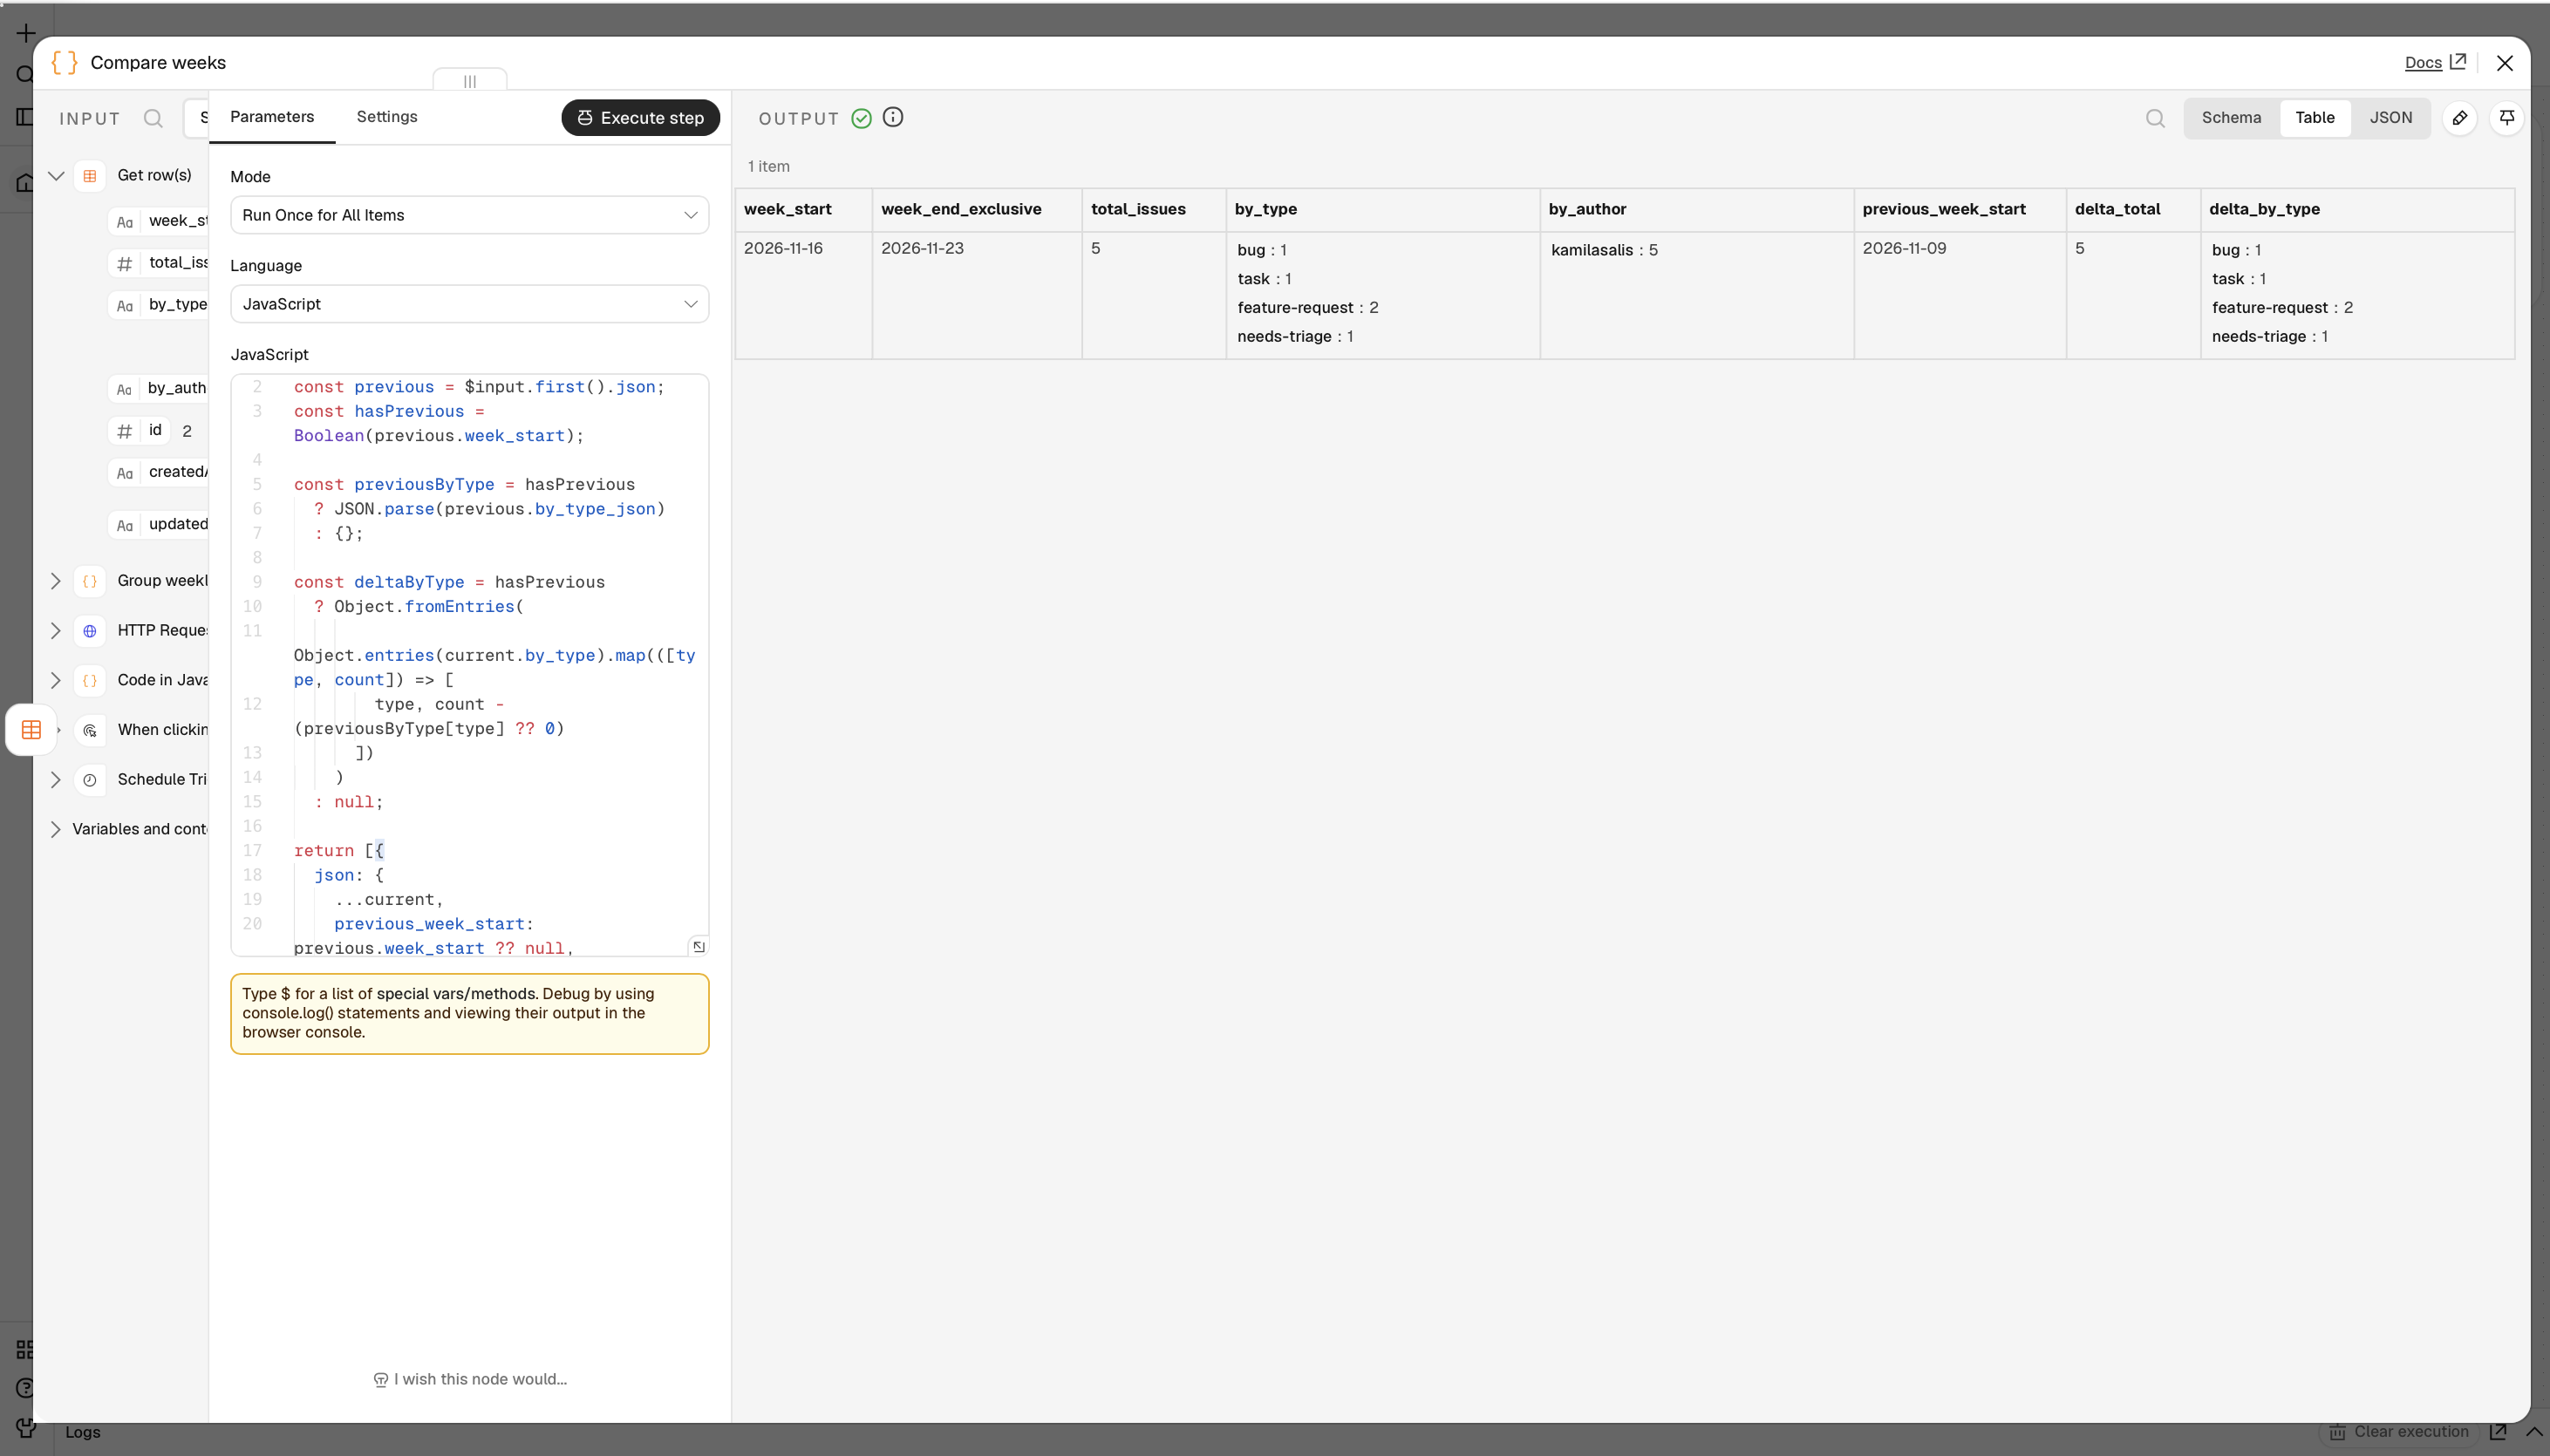 { } Compare weeks
Docs
INPUT
Parameters
Settings
Execute step
OUTPUT
Schema
Table
JSON
1 item
Get row(s)
Aa week_st
# total_iss
Aa by_type
Aa by_auth
# id 2
Aa createdA
Aa updated
Group weekl
HTTP Reques
Code in Java
When clickin
Schedule Tri
Variables and conte
Mode
Run Once for All Items
Language
JavaScript
JavaScript
2 const previous = $input.first().json;
3 const hasPrevious =
Boolean(previous.week_start);
4
5 const previousByType = hasPrevious
6 ? JSON.parse(previous.by_type_json)
7 : {};
8
9 const deltaByType = hasPrevious
10 ? Object.fromEntries(
11
Object.entries(current.by_type).map(([ty
pe, count]) => [
12 type, count -
(previousByType[type] ?? 0)
13 ])
14 )
15 : null;
16
17 return [{
18 json: {
19 ...current,
20 previous_week_start:
previous.week_start ?? null,
Type $ for a list of special vars/methods. Debug by using
console.log() statements and viewing their output in the
browser console.
I wish this node would...
week_start week_end_exclusive total_issues by_type by_author previous_week_start delta_total delta_by_type
2026-11-16 2026-11-23 5 bug : 1 kamilasalis : 5 2026-11-09 5 bug : 1
task : 1 task : 1
feature-request : 2 feature-request : 2
needs-triage : 1 needs-triage : 1
Logs
Clear execution